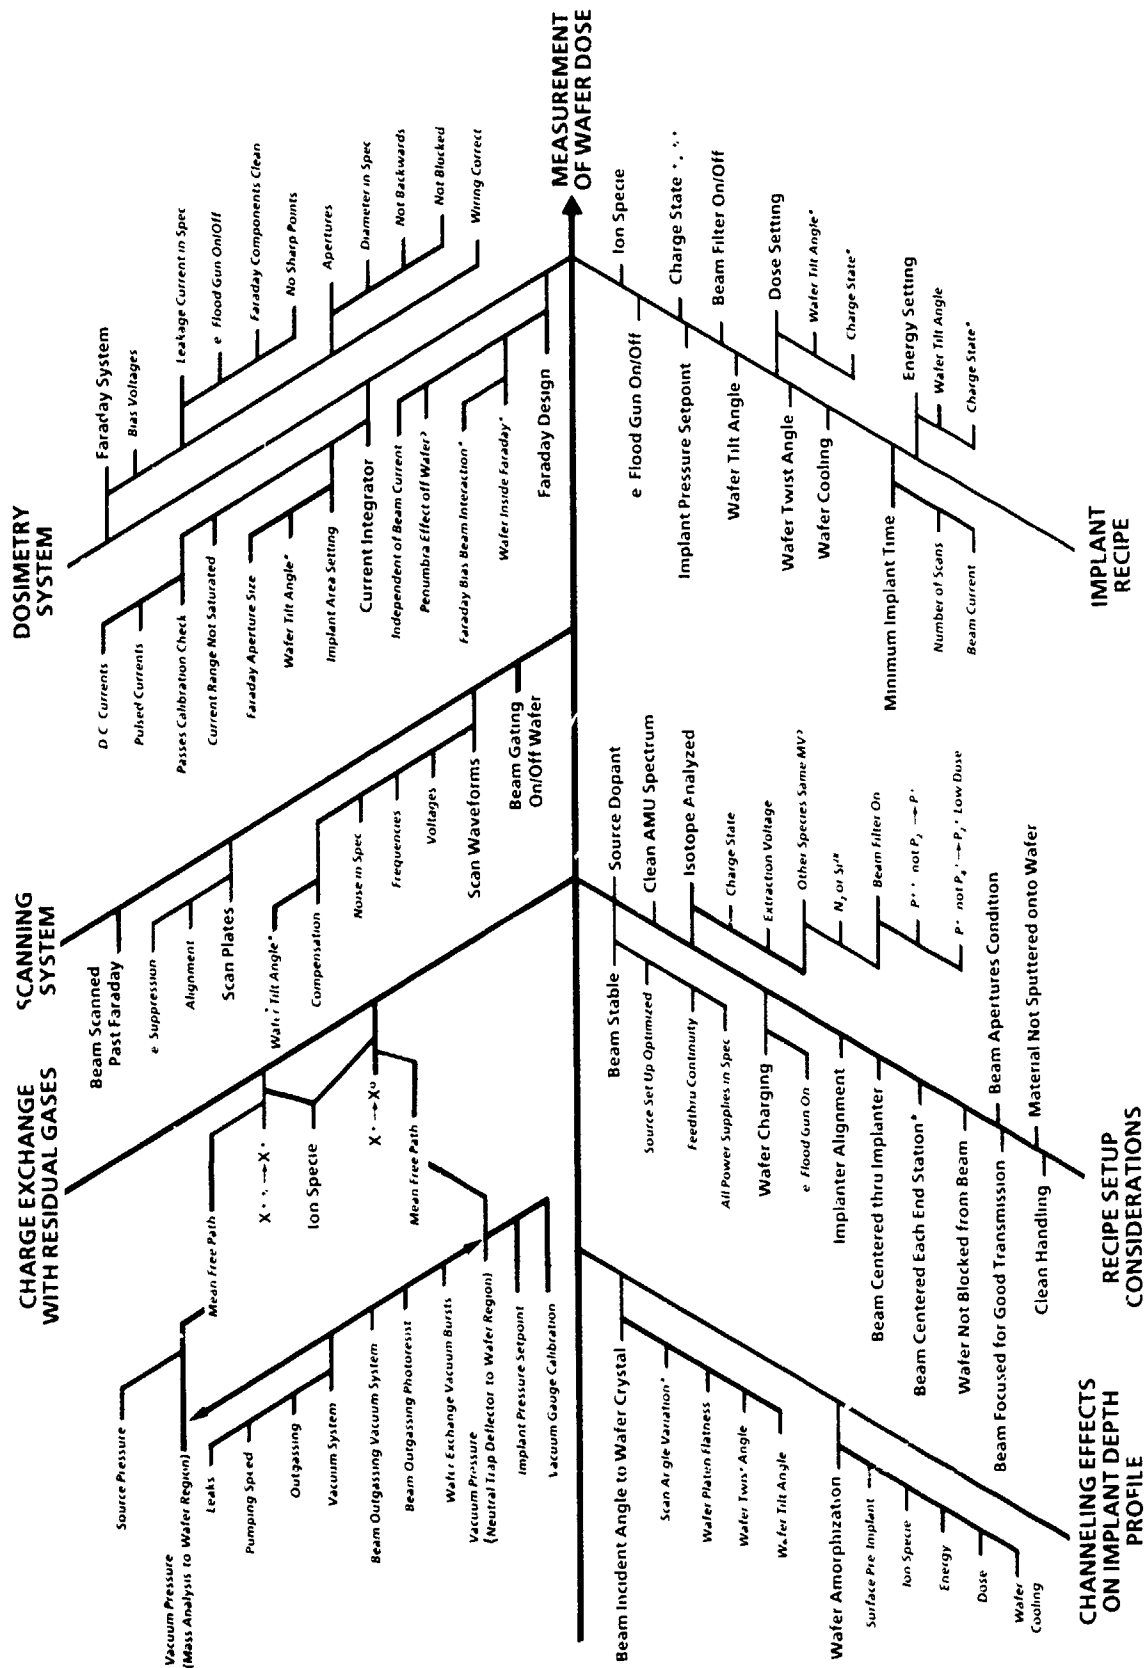 DOSIMETRY
SYSTEM
Faraday System
Bias Voltages
Leakage Current in Spec
e Flood Gun On/Off
Faraday Components Clean
No Sharp Points
Apertures
Diameter in Spec
Not Backwards
Not Blocked
Wiring Correct
D C Currents
Pulsed Currents
Passes Calibration Check
Current Range Not Saturated
Faraday Aperture Size
Wafer Tilt Angle*
Implant Area Setting
Current Integrator
Independent of Beam Current
Penumbra Effect off Wafer?
Faraday Bias Beam Interaction*
Wafer Inside Faraday*
Faraday Design
MEASUREMENT
OF WAFER DOSE
SCANNING
SYSTEM
Beam Scanned
Past Faraday
e Suppression
Alignment
Scan Plates
Wafer Tilt Angle*
Compensation
Noise in Spec
Frequencies
Voltages
Scan Waveforms
Beam Gating
On/Off Wafer
CHARGE EXCHANGE
WITH RESIDUAL GASES
Mean Free Path
X⁺⁺→X⁺
Ion Specie
X⁺→X⁰
Mean Free Path
Source Pressure
Vacuum Pressure
(Mass Analysis to Wafer Region)
Leaks
Pumping Speed
Outgassing
Vacuum System
Beam Outgassing Vacuum System
Beam Outgassing Photoresist
Wafer Exchange Vacuum Bursts
Vacuum Pressure
(Neutral Trap Deflector to Wafer Region)
Implant Pressure Setpoint
Vacuum Gauge Calibration
Ion Specie
e Flood Gun On/Off
Charge State
Implant Pressure Setpoint
Beam Filter On/Off
Wafer Tilt Angle
Dose Setting
Wafer Tilt Angle*
Charge State*
Wafer Twist Angle
Wafer Cooling
Energy Setting
Wafer Tilt Angle
Charge State*
Minimum Implant Time
Number of Scans
Beam Current
IMPLANT
RECIPE
Source Dopant
Beam Stable
Source Set Up Optimized
Feedthru Continuity
All Power Supplies in Spec
Clean AMU Spectrum
Isotope Analyzed
Charge State
Extraction Voltage
Other Species Same MV?
N₂ or Si
Beam Filter On
P⁺⁺ not P₂→P⁺
P⁺ not P₄⁺→P₂⁺ Low Dose
Wafer Charging
e Flood Gun On
Implanter Alignment
Beam Centered thru Implanter
Beam Centered Each End Station*
Wafer Not Blocked from Beam
Beam Apertures Condition
Beam Focused for Good Transmission
Material Not Sputtered onto Wafer
Clean Handling
RECIPE SETUP
CONSIDERATIONS
Beam Incident Angle to Wafer Crystal
Scan Angle Variation*
Wafer Platen Flatness
Wafer Twist Angle
Wafer Tilt Angle
Wafer Amorphization
Surface Pre Implant
Ion Specie
Energy
Dose
Wafer
Cooling
CHANNELING EFFECTS
ON IMPLANT DEPTH
PROFILE